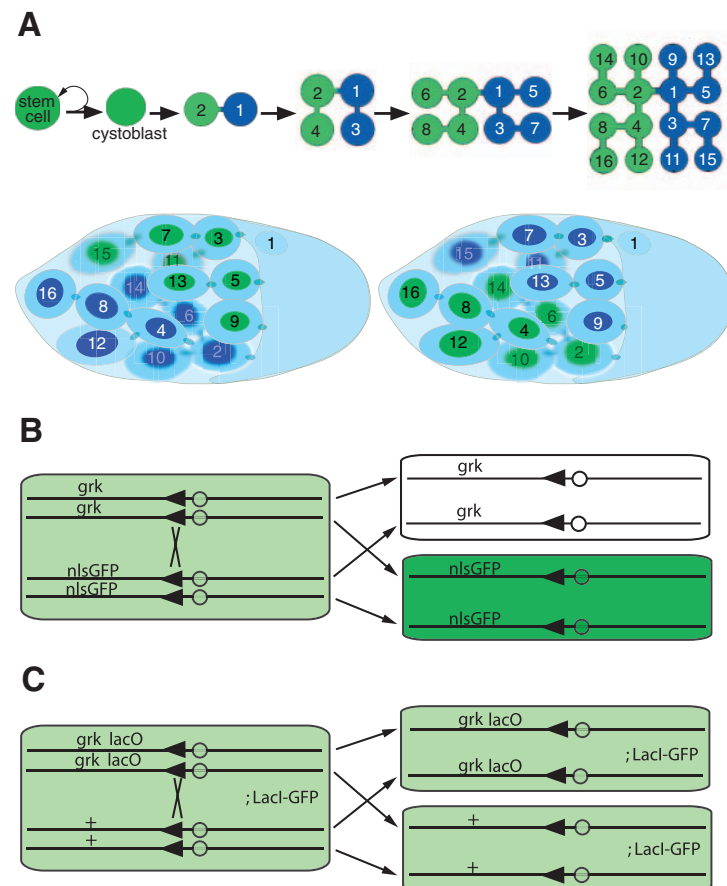 A
stem
cell
cystoblast
2 1
2 1
4 3
6 2 1 5
8 4 3 7
14 10 9 13
6 2 1 5
8 4 3 7
16 12 11 15
7 3 1
15 11
14 13 5
16 8 6 9
4
12 10 2
7 3 1
15 11
14 13 5
16 8 6 9
4
12 10 2
B
grk
grk
nlsGFP
nlsGFP
grk
grk
nlsGFP
nlsGFP
C
grk lacO
grk lacO
; LacI-GFP
+
+
grk lacO
; LacI-GFP
grk lacO
+
; LacI-GFP
+